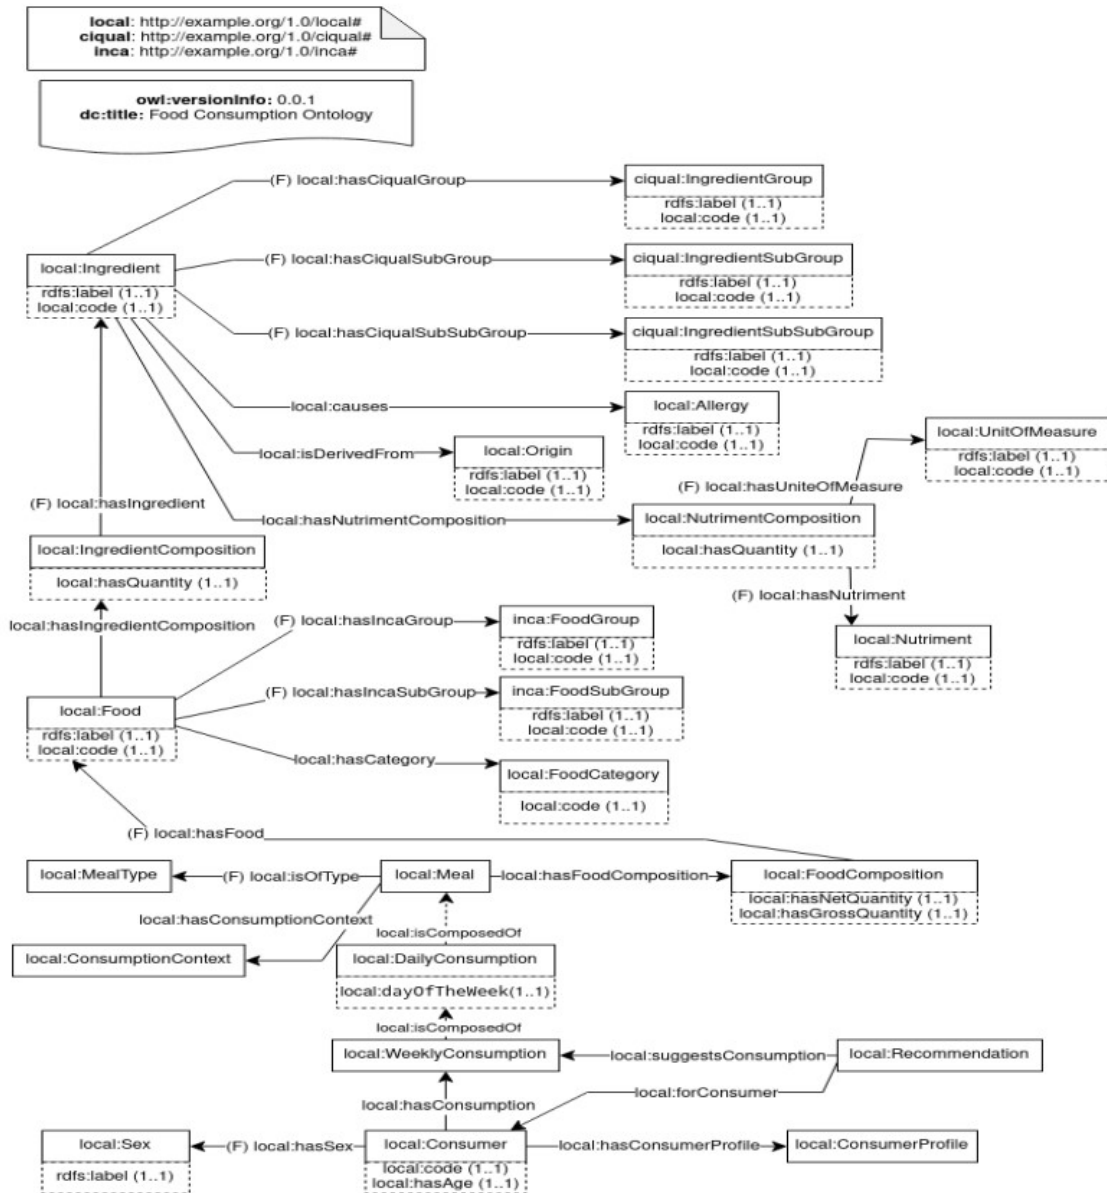 local: http://example.org/1.0/local#
ciqual: http://example.org/1.0/ciqual#
inca: http://example.org/1.0/inca#
owl:versionInfo: 0.0.1
dc:title: Food Consumption Ontology
(F) local:hasCiqualGroup
ciqual:IngredientGroup
rdfs:label (1..1)
local:code (1..1)
local:Ingredient
rdfs:label (1..1)
local:code (1..1)
(F) local:hasCiqualSubGroup
ciqual:IngredientSubGroup
rdfs:label (1..1)
local:code (1..1)
(F) local:hasCiqualSubSubGroup
ciqual:IngredientSubSubGroup
rdfs:label (1..1)
local:code (1..1)
local:causes
local:Allergy
rdfs:label (1..1)
local:code (1..1)
local:isDerivedFrom
local:Origin
rdfs:label (1..1)
local:code (1..1)
local:UnitOfMeasure
rdfs:label (1..1)
local:code (1..1)
(F) local:hasUniteOfMeasure
(F) local:hasIngredient
local:hasNutrimentComposition
local:NutrimentComposition
local:hasQuantity (1..1)
local:IngredientComposition
local:hasQuantity (1..1)
(F) local:hasNutriment
local:Nutriment
rdfs:label (1..1)
local:code (1..1)
local:hasIngredientComposition
(F) local:hasIncaGroup
inca:FoodGroup
rdfs:label (1..1)
local:code (1..1)
(F) local:hasIncaSubGroup
inca:FoodSubGroup
rdfs:label (1..1)
local:code (1..1)
local:Food
rdfs:label (1..1)
local:code (1..1)
local:hasCategory
local:FoodCategory
local:code (1..1)
(F) local:hasFood
local:MealType
(F) local:isOfType
local:Meal
local:hasFoodComposition
local:FoodComposition
local:hasNetQuantity (1..1)
local:hasGrossQuantity (1..1)
local:hasConsumptionContext
local:isComposedOf
local:ConsumptionContext
local:DailyConsumption
local:dayOfTheWeek(1..1)
local:isComposedOf
local:WeeklyConsumption
local:suggestsConsumption
local:Recommendation
local:forConsumer
local:hasConsumption
local:Sex
rdfs:label (1..1)
(F) local:hasSex
local:Consumer
local:code (1..1)
local:hasAge (1..1)
local:hasConsumerProfile
local:ConsumerProfile